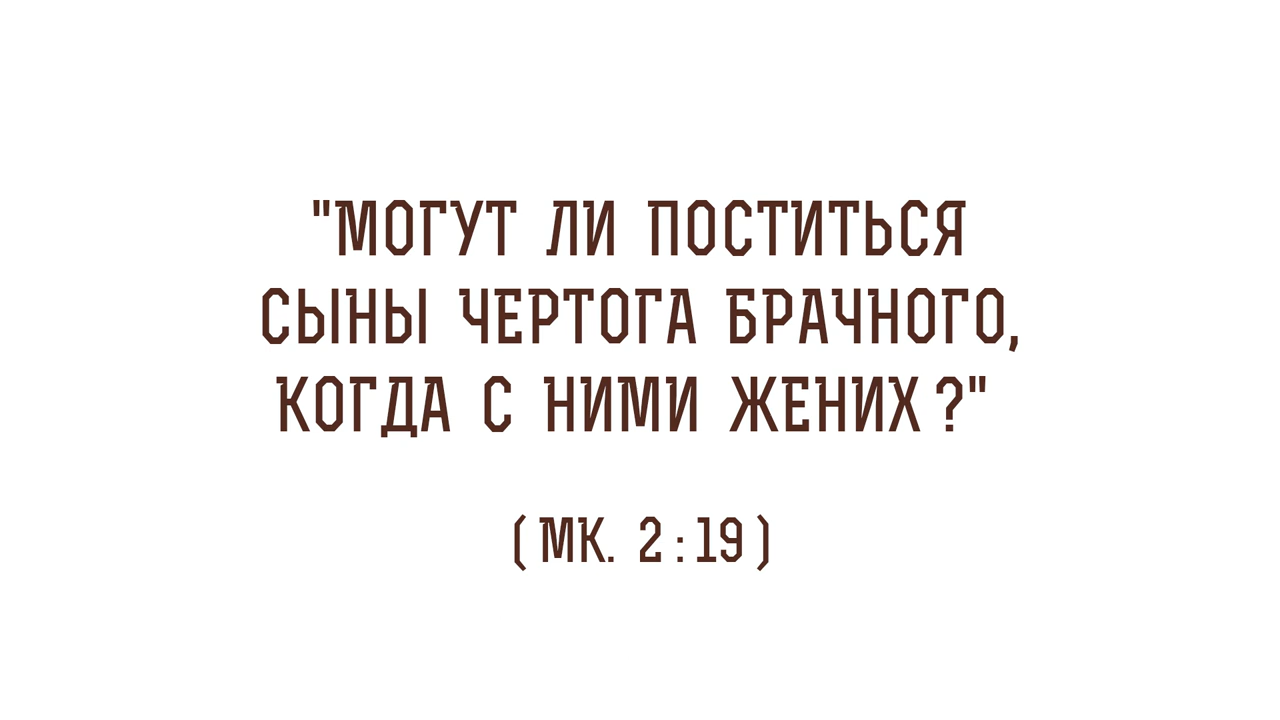 "МОГУТ ЛИ ПОСТИТЬСЯ
СЫНЫ ЧЕРТОГА БРАЧНОГО,
КОГДА С НИМИ ЖЕНИХ?"
(МК. 2:19)